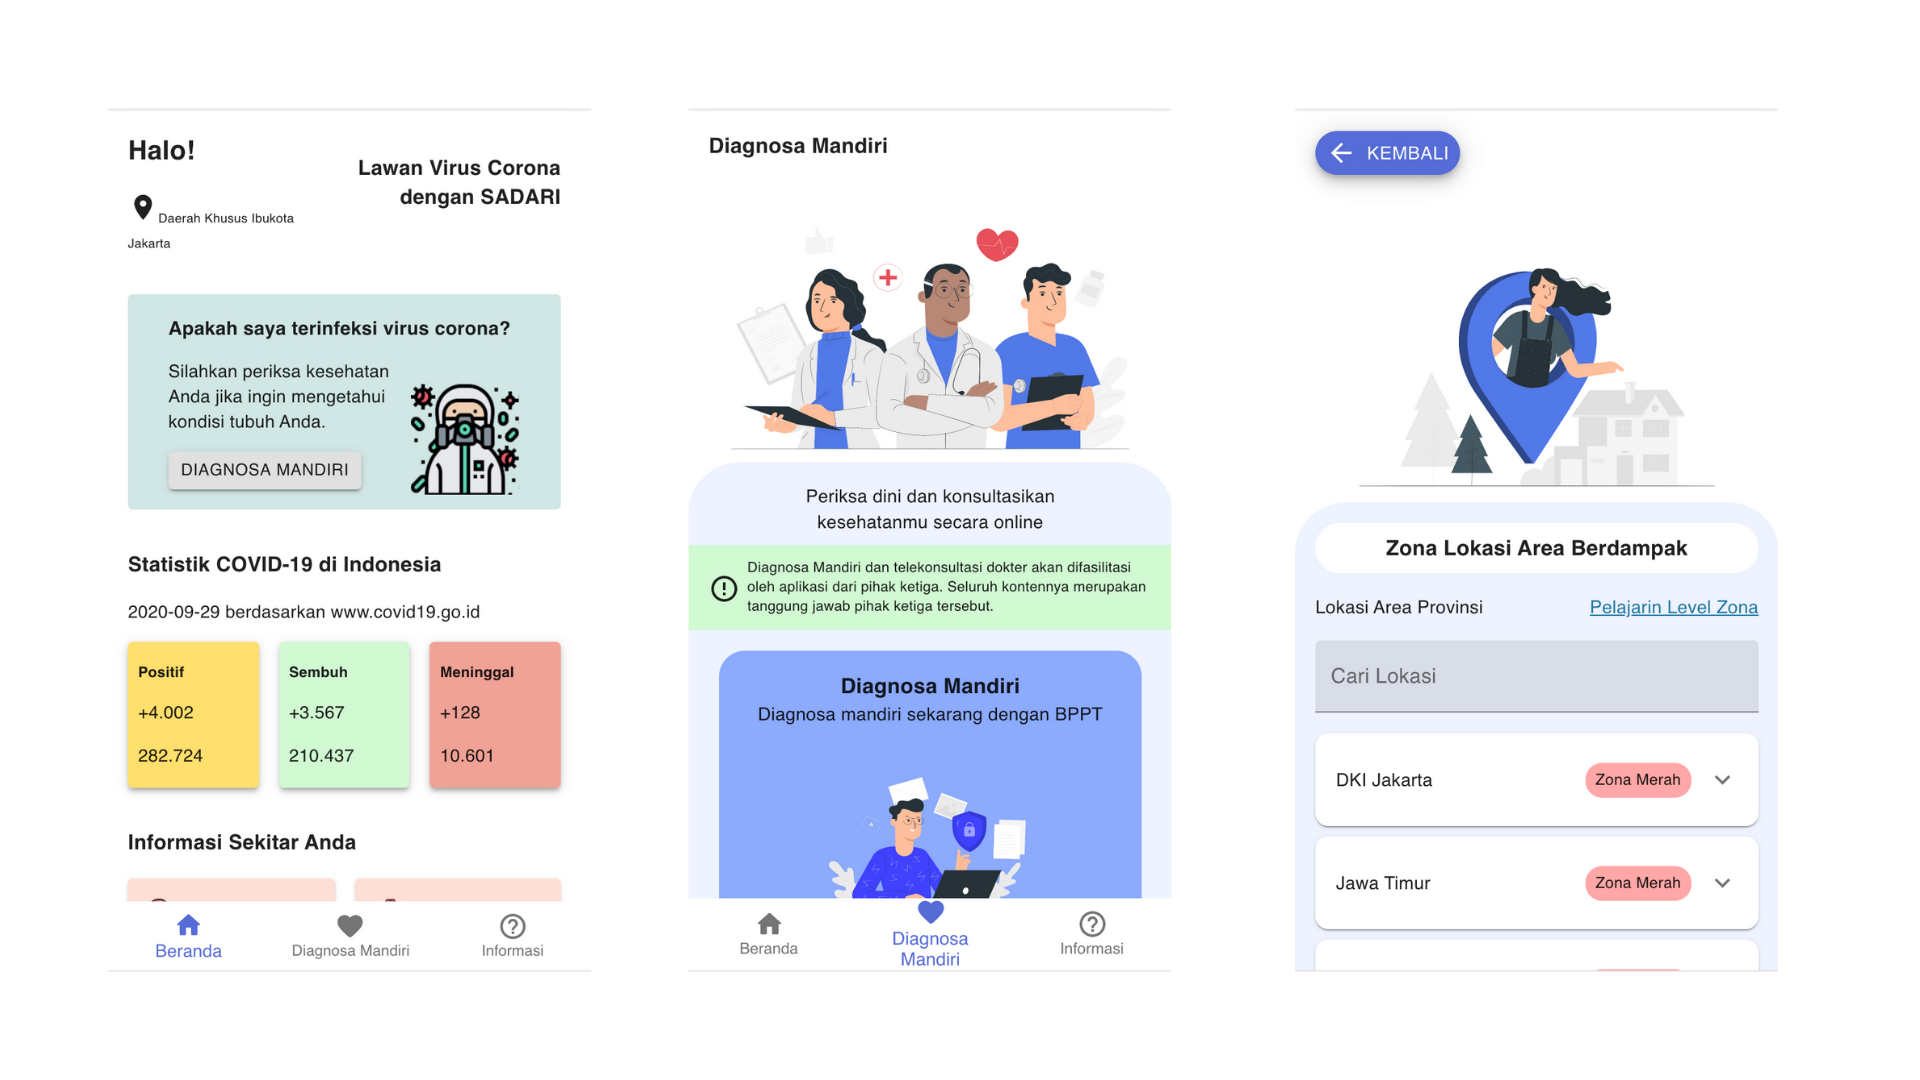 Halo!
Lawan Virus Corona
dengan SADARI
Daerah Khusus Ibukota
Jakarta
Apakah saya terinfeksi virus corona?
Silahkan periksa kesehatan
Anda jika ingin mengetahui
kondisi tubuh Anda.
DIAGNOSA MANDIRI
Statistik COVID-19 di Indonesia
2020-09-29 berdasarkan www.covid19.go.id
Positif
+4.002
282.724
Sembuh
+3.567
210.437
Meninggal
+128
10.601
Informasi Sekitar Anda
Beranda
Diagnosa Mandiri
Informasi
Diagnosa Mandiri
Periksa dini dan konsultasikan
kesehatanmu secara online
Diagnosa Mandiri dan telekonsultasi dokter akan difasilitasi
oleh aplikasi dari pihak ketiga. Seluruh kontennya merupakan
tanggung jawab pihak ketiga tersebut.
Diagnosa Mandiri
Diagnosa mandiri sekarang dengan BPPT
Beranda
Diagnosa
Mandiri
Informasi
KEMBALI
Zona Lokasi Area Berdampak
Lokasi Area Provinsi
Pelajarin Level Zona
Cari Lokasi
DKI Jakarta
Zona Merah
Jawa Timur
Zona Merah